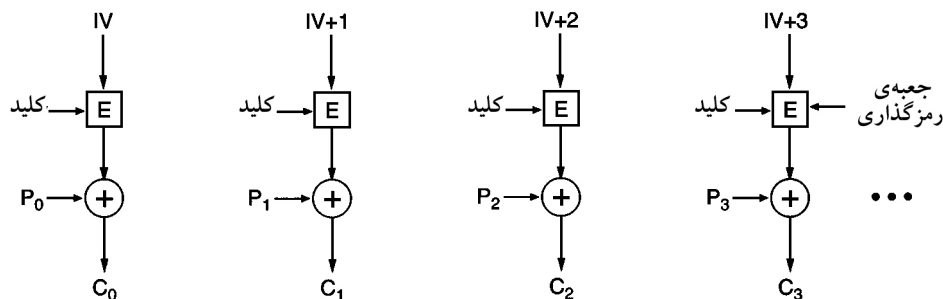 IV IV+1 IV+2 IV+3
کلید E کلید E کلید E کلید E جعبه‌ی
رمزگذاری
P0 + P1 + P2 + P3 + •••
C0 C1 C2 C3